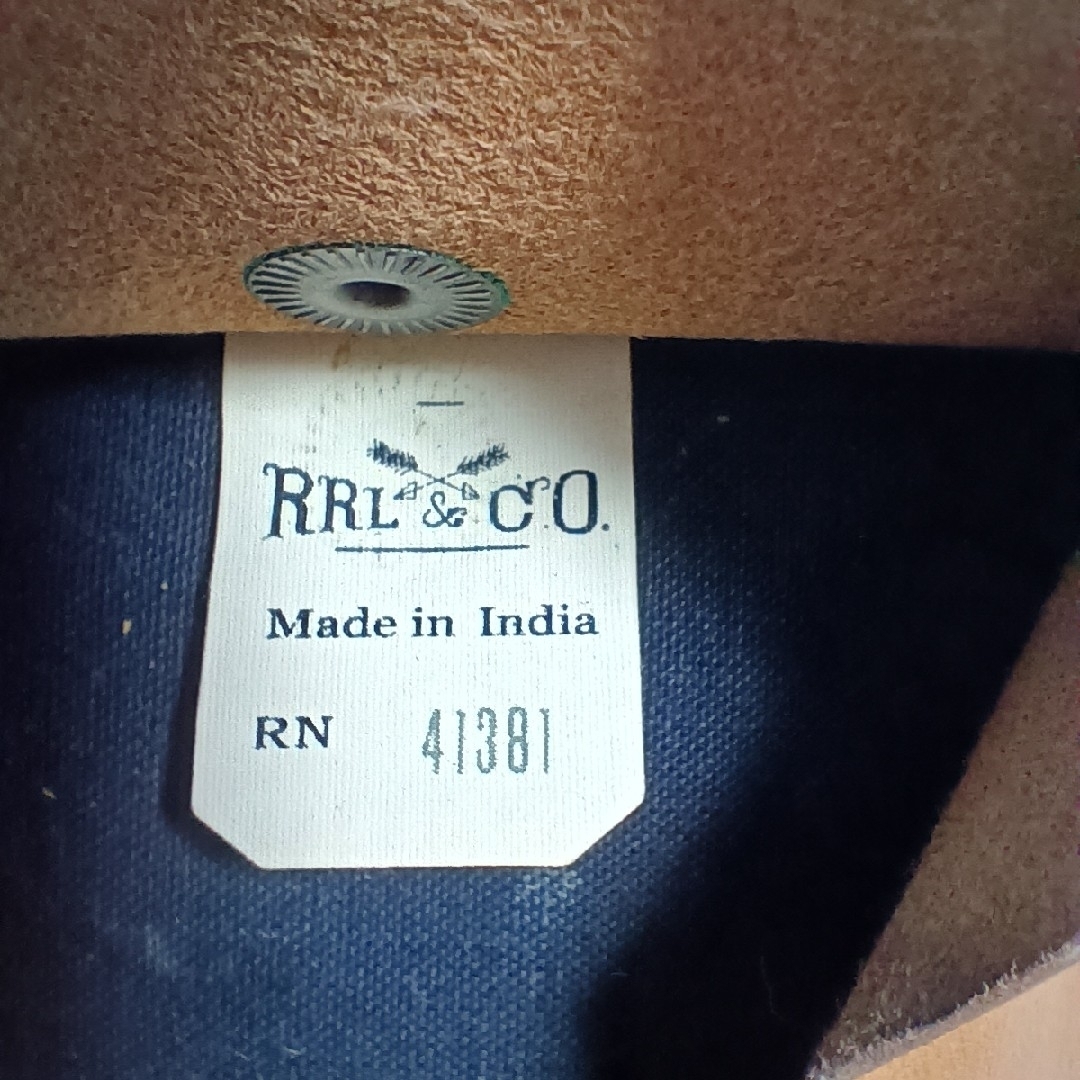 RRL & CO.
Made in India
RN 41381